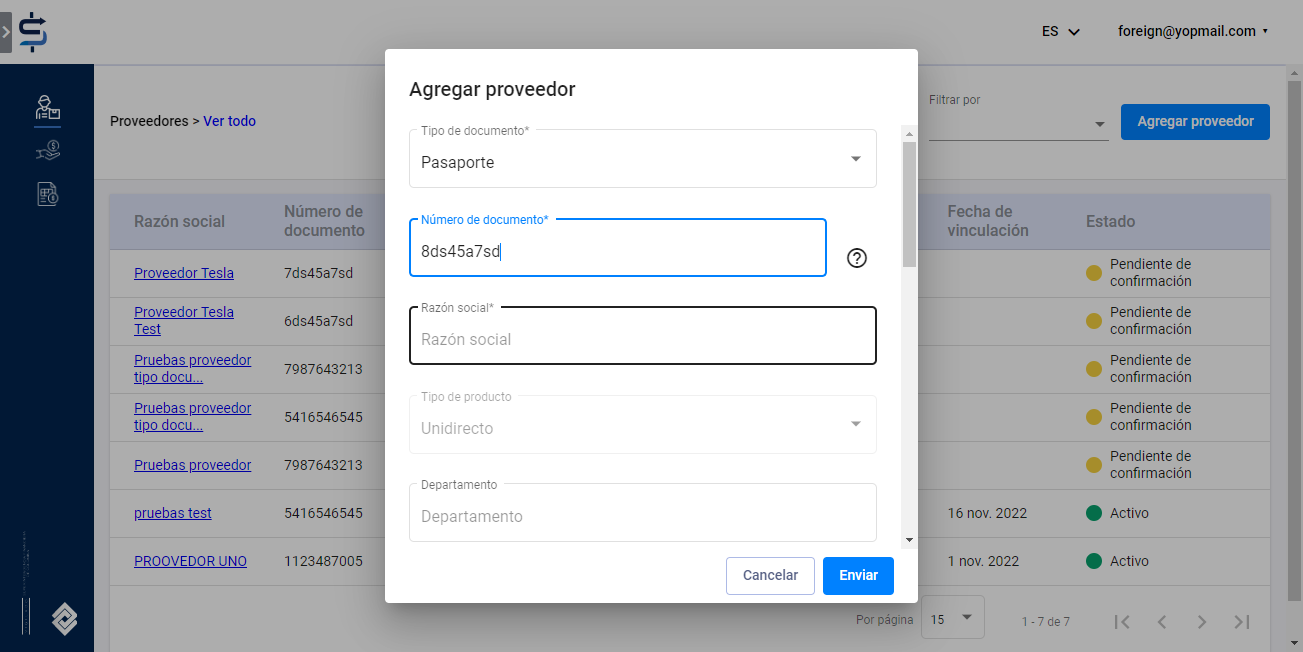 ES
foreign@yopmail.com
Proveedores > Ver todo
Filtrar por
Agregar proveedor
Razón social
Número de
documento
Fecha de
vinculación
Estado
Proveedor Tesla
7ds45a7sd
Pendiente de
confirmación
Proveedor Tesla
Test
6ds45a7sd
Pendiente de
confirmación
Pruebas proveedor
tipo docu...
7987643213
Pendiente de
confirmación
Pruebas proveedor
tipo docu...
5416546545
Pendiente de
confirmación
Pruebas proveedor
7987643213
Pendiente de
confirmación
pruebas test
5416546545
16 nov. 2022
Activo
PROOVEDOR UNO
1123487005
1 nov. 2022
Activo
Por página
15
1 - 7 de 7
Agregar proveedor
Tipo de documento*
Pasaporte
Número de documento*
8ds45a7sd
Razón social*
Razón social
Tipo de producto
Unidirecto
Departamento
Departamento
Cancelar
Enviar